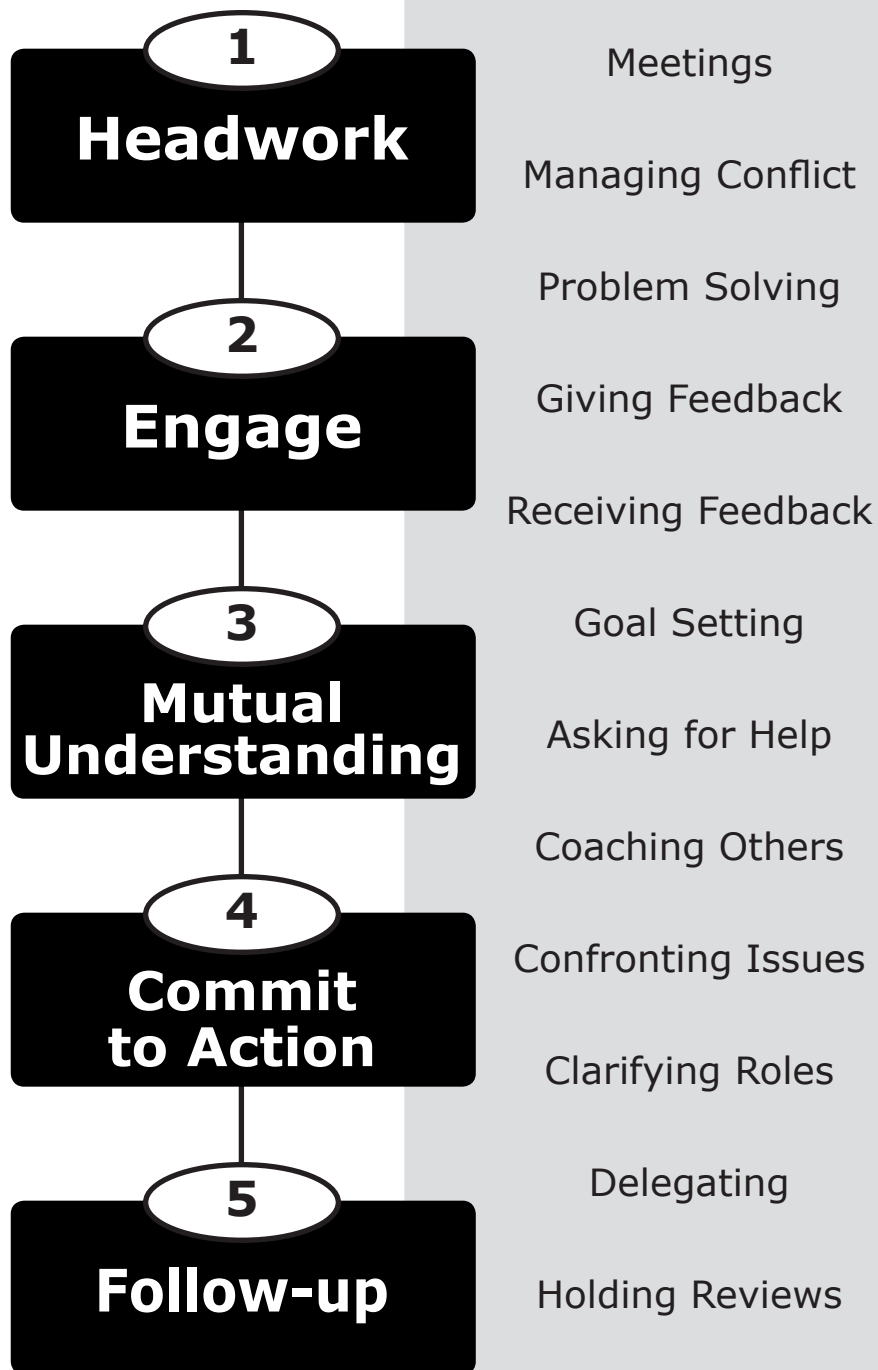 1
Headwork
2
Engage
3
Mutual
Understanding
4
Commit
to Action
5
Follow-up
Meetings
Managing Conflict
Problem Solving
Giving Feedback
Receiving Feedback
Goal Setting
Asking for Help
Coaching Others
Confronting Issues
Clarifying Roles
Delegating
Holding Reviews